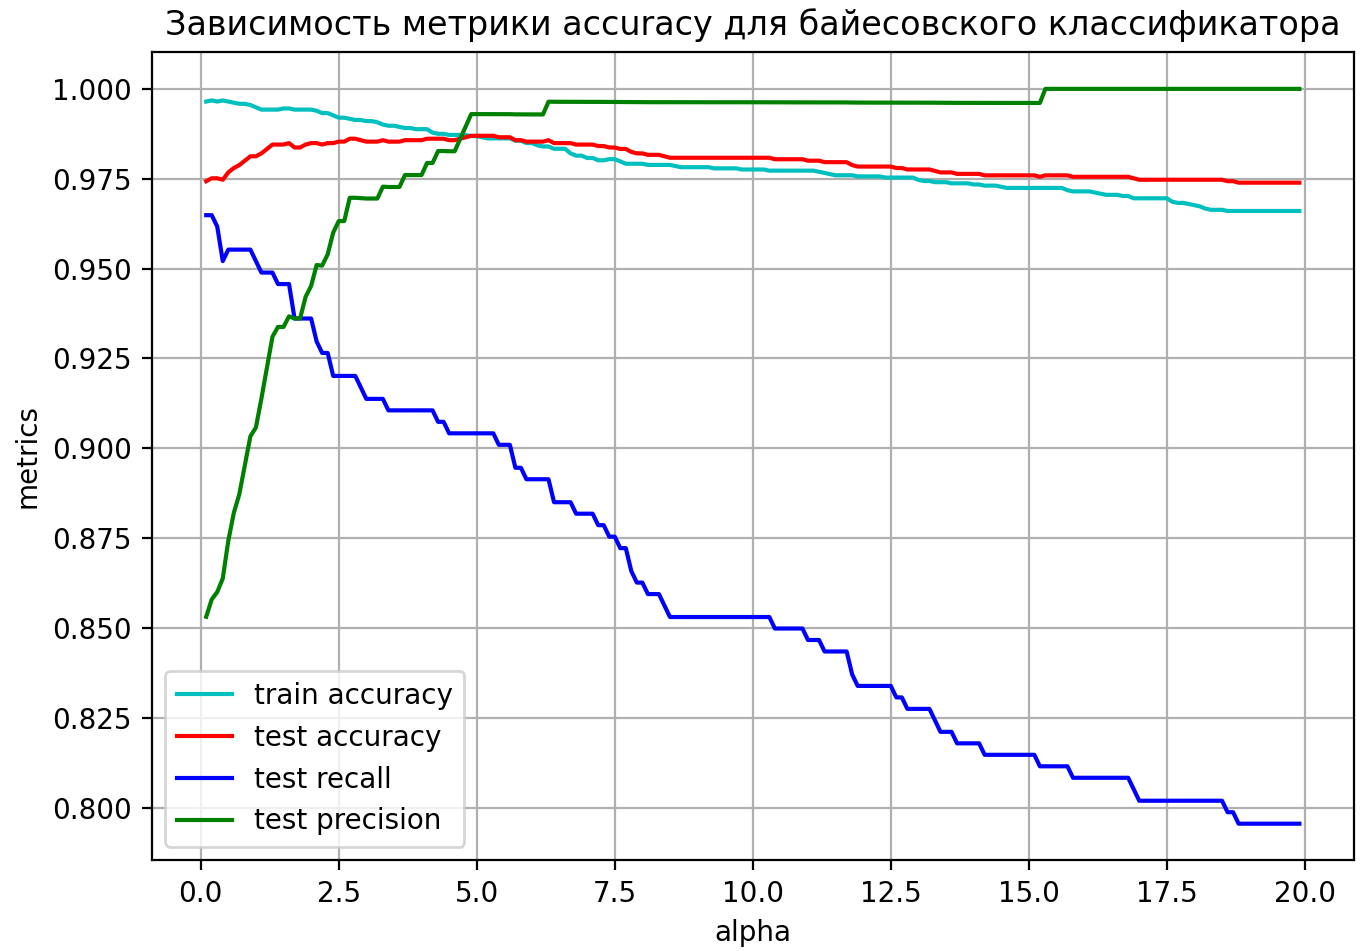 Зависимость метрики accuracy для байесовского классификатора
1.000
0.975
0.950
0.925
0.900
0.875
0.850
0.825
0.800
metrics
train accuracy
test accuracy
test recall
test precision
0.0 2.5 5.0 7.5 10.0 12.5 15.0 17.5 20.0
alpha